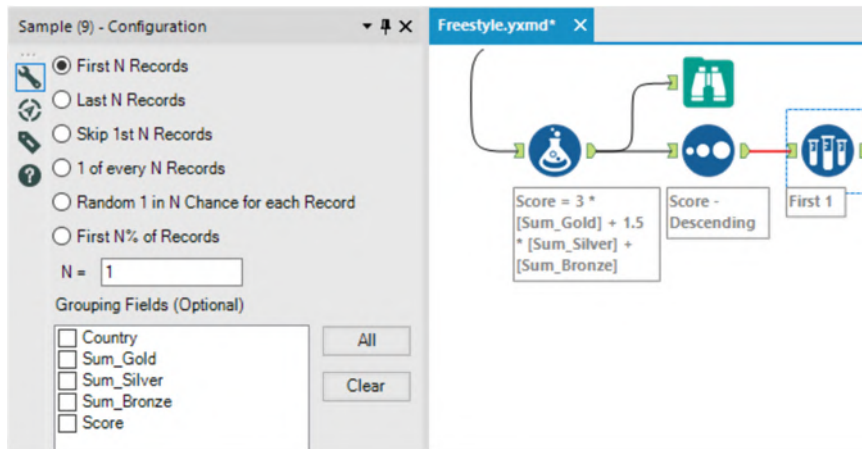 Sample (9) - Configuration
First N Records
Last N Records
Skip 1st N Records
1 of every N Records
Random 1 in N Chance for each Record
First N% of Records
N = 1
Grouping Fields (Optional)
Country
Sum_Gold
Sum_Silver
Sum_Bronze
Score
All
Clear
Freestyle.yxmd*
Score = 3 *
[Sum_Gold] + 1.5
* [Sum_Silver] +
[Sum_Bronze]
Score -
Descending
First 1